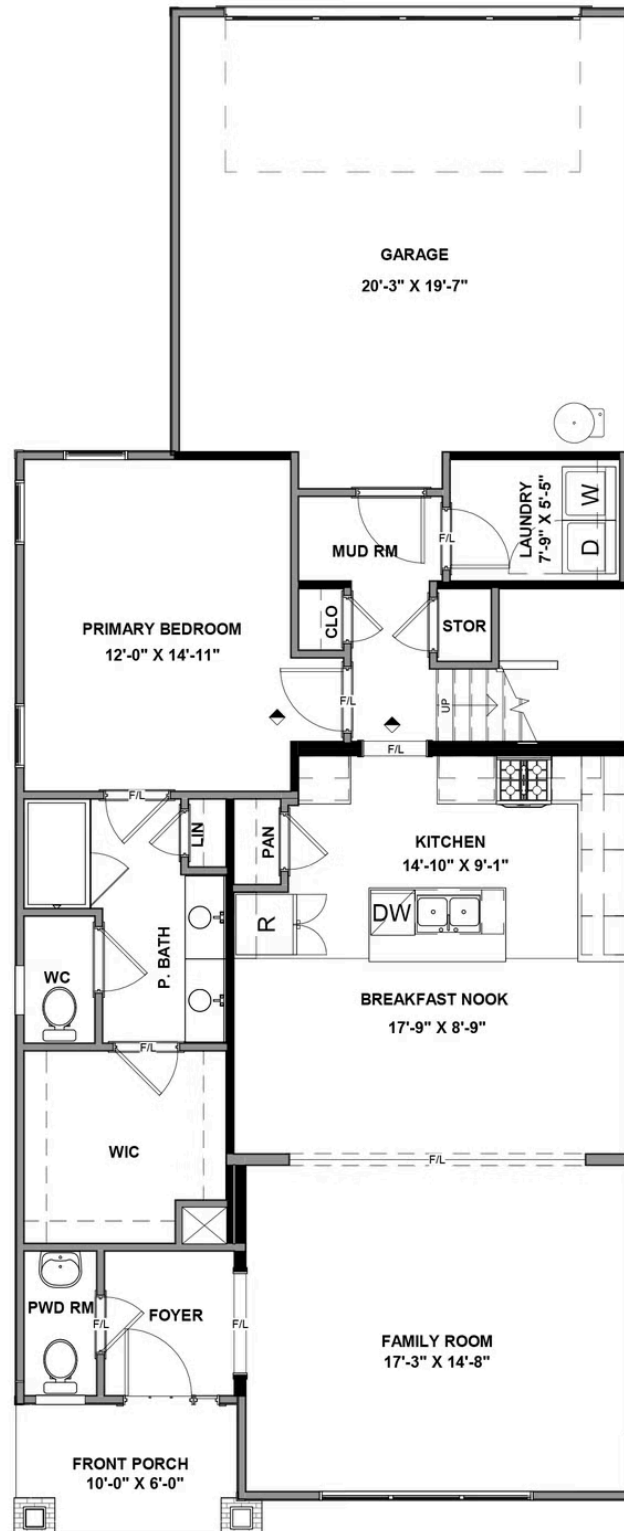 GARAGE
20'-3" X 19'-7"
LAUNDRY
7'-9" X 5'-5"
W
D
F/L
MUD RM
CLO
STOR
PRIMARY BEDROOM
12'-0" X 14'-11"
F/L
UP
F/L
F/L
LIN
PAN
KITCHEN
14'-10" X 9'-1"
DW
R
P. BATH
WC
BREAKFAST NOOK
17'-9" X 8'-9"
F/L
WIC
F/L
PWD RM
F/L
FOYER
F/L
FAMILY ROOM
17'-3" X 14'-8"
FRONT PORCH
10'-0" X 6'-0"